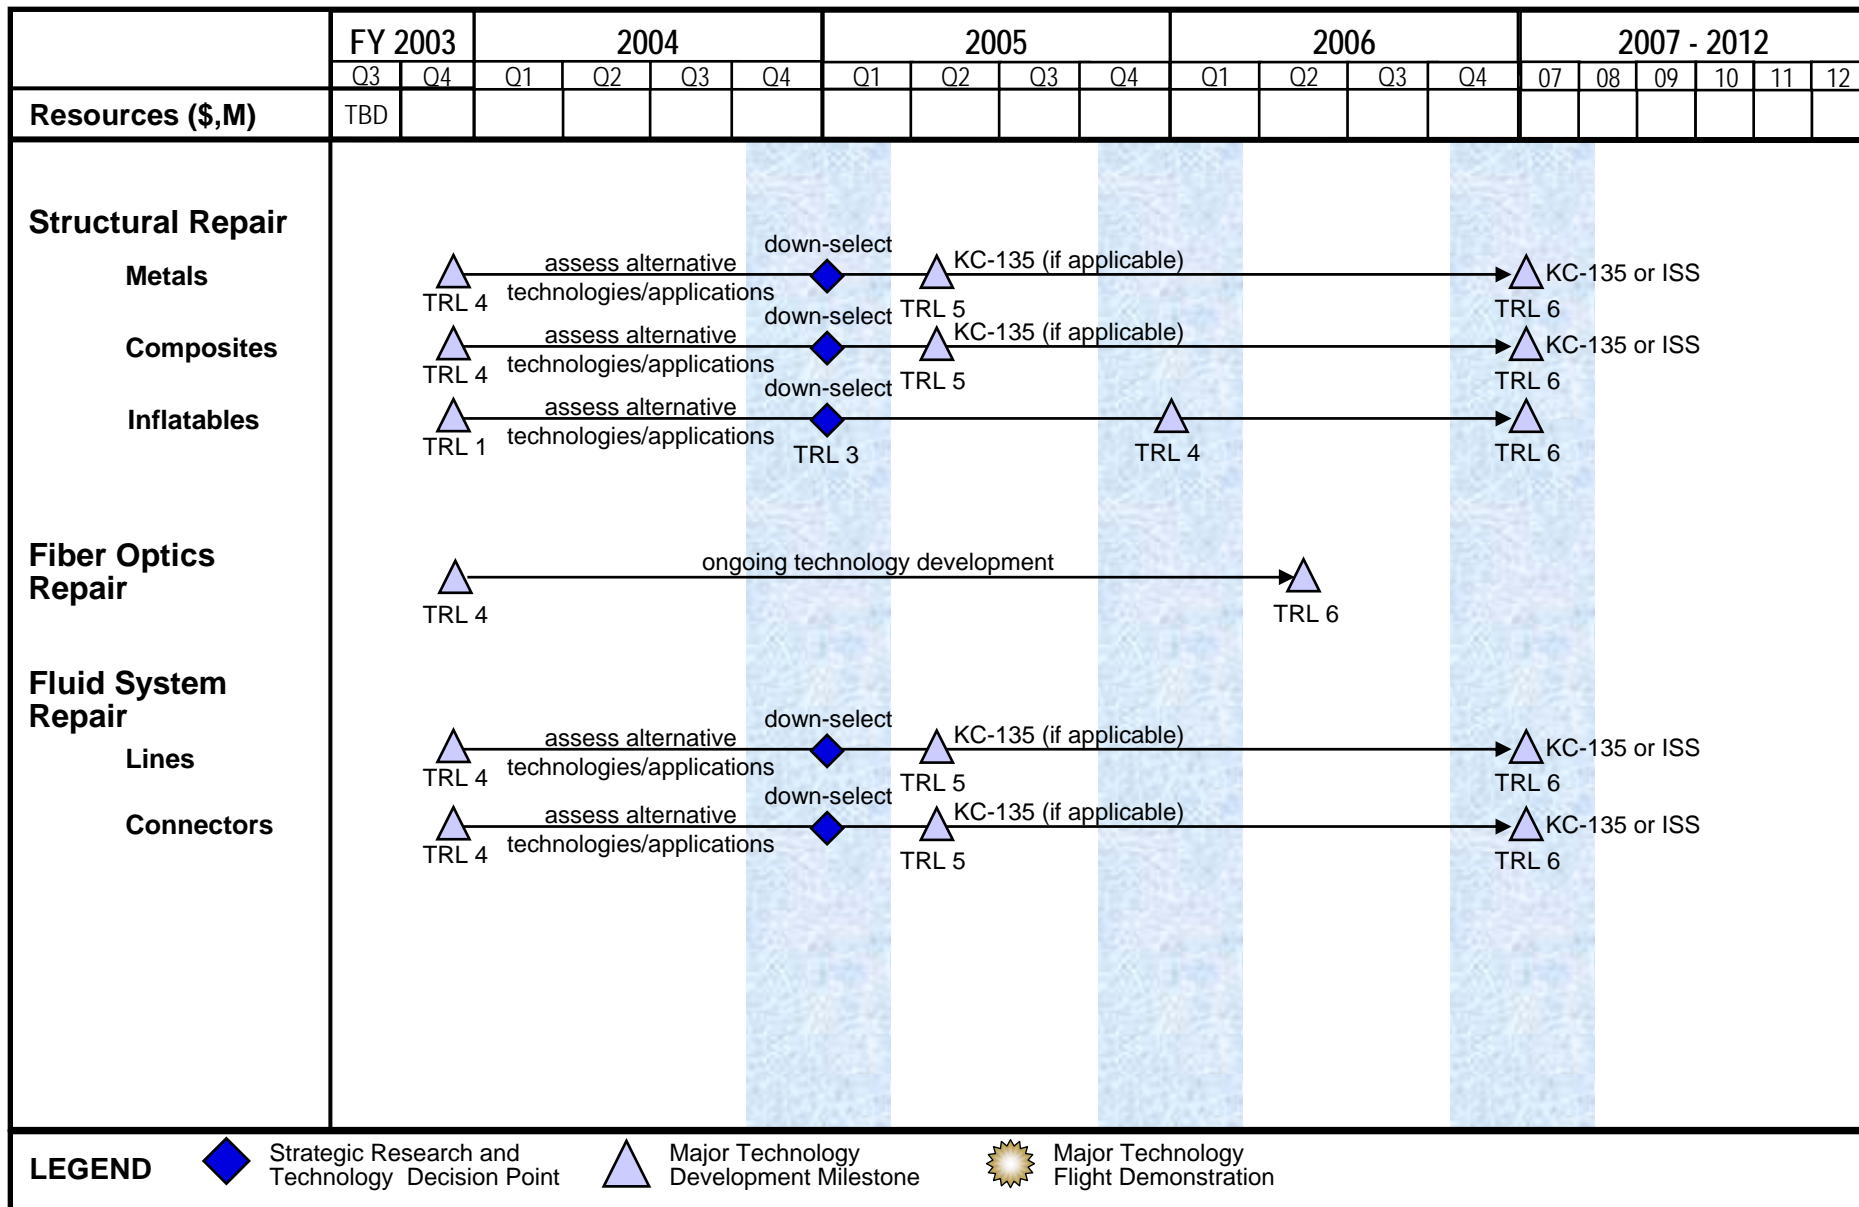 FY 2003 2004 2005 2006 2007 - 2012
Q3 Q4 Q1 Q2 Q3 Q4 Q1 Q2 Q3 Q4 Q1 Q2 Q3 Q4 07 08 09 10 11 12
Resources ($,M) TBD
Structural Repair
down-select
Metals assess alternative KC-135 (if applicable) KC-135 or ISS
technologies/applications
TRL 4 TRL 5 TRL 6
down-select
Composites assess alternative KC-135 (if applicable) KC-135 or ISS
technologies/applications
TRL 4 TRL 5 TRL 6
down-select
Inflatables assess alternative
technologies/applications
TRL 1 TRL 3 TRL 4 TRL 6
Fiber Optics
Repair
ongoing technology development
TRL 4 TRL 6
Fluid System
Repair
down-select
Lines assess alternative KC-135 (if applicable) KC-135 or ISS
technologies/applications
TRL 4 TRL 5 TRL 6
down-select
Connectors assess alternative KC-135 (if applicable) KC-135 or ISS
technologies/applications
TRL 4 TRL 5 TRL 6
LEGEND
Strategic Research and
Technology Decision Point
Major Technology
Development Milestone
Major Technology
Flight Demonstration